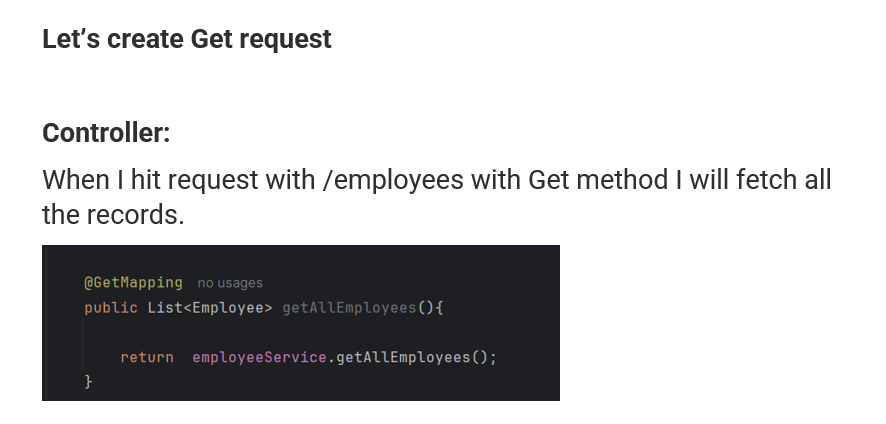 Let’s create Get request
Controller:
When I hit request with /employees with Get method I will fetch all
the records.
@GetMapping no usages
public List<Employee> getAllEmployees(){
return employeeService.getAllEmployees();
}